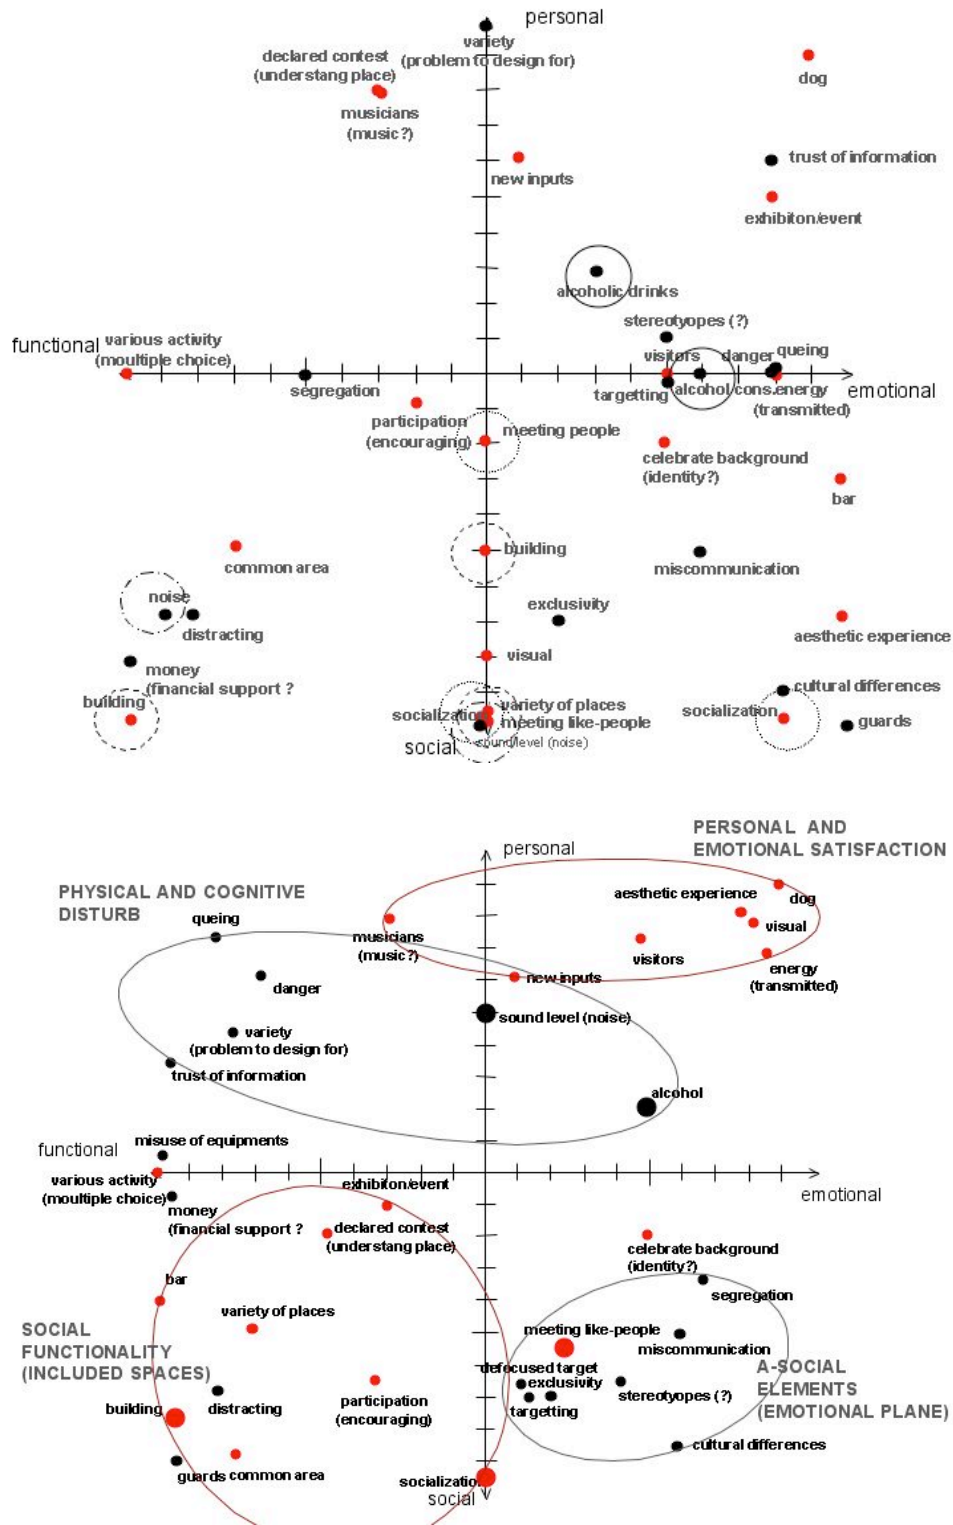 personal
variety
(problem to design for)
declared contest
(understang place)
dog
musicians
(music?)
trust of information
new inputs
exhibiton/event
alcoholic drinks
stereotyopes (?)
functional
various activity
(moultiple choice)
visitors
danger
queing
segregation
targetting
alcohol cons.
energy
(transmitted)
emotional
participation
(encouraging)
meeting people
celebrate background
(identity?)
bar
building
common area
miscommunication
noise
exclusivity
distracting
aesthetic experience
visual
money
(financial support ?
cultural differences
building
variety of places
socialization
socialization
meeting like-people
guards
social
sound level (noise)
PERSONAL AND
EMOTIONAL SATISFACTION
personal
PHYSICAL AND COGNITIVE
DISTURB
aesthetic experience
dog
queing
visual
musicians
(music?)
visitors
energy
(transmitted)
new inputs
danger
sound level (noise)
variety
(problem to design for)
trust of information
alcohol
misuse of equipments
functional
various activity
(moultiple choice)
exhibiton/event
emotional
money
(financial support ?
declared contest
(understang place)
celebrate background
(identity?)
bar
segregation
variety of places
meeting like-people
SOCIAL
FUNCTIONALITY
(INCLUDED SPACES)
miscommunication
defocused target
A-SOCIAL
ELEMENTS
(EMOTIONAL PLANE)
exclusivity
stereotyopes (?)
building
distracting
participation
(encouraging)
targetting
cultural differences
guards
common area
socialization
social